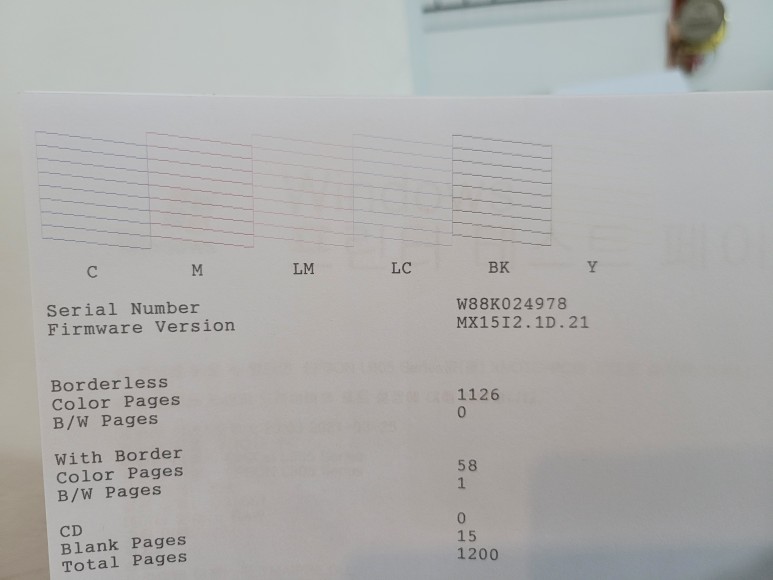 C M LM LC BK Y
Serial Number W88K024978
Firmware Version MX15I2.1D.21
Borderless
Color Pages 1126
B/W Pages 0
With Border
Color Pages 58
B/W Pages 1
CD 0
Blank Pages 15
Total Pages 1200